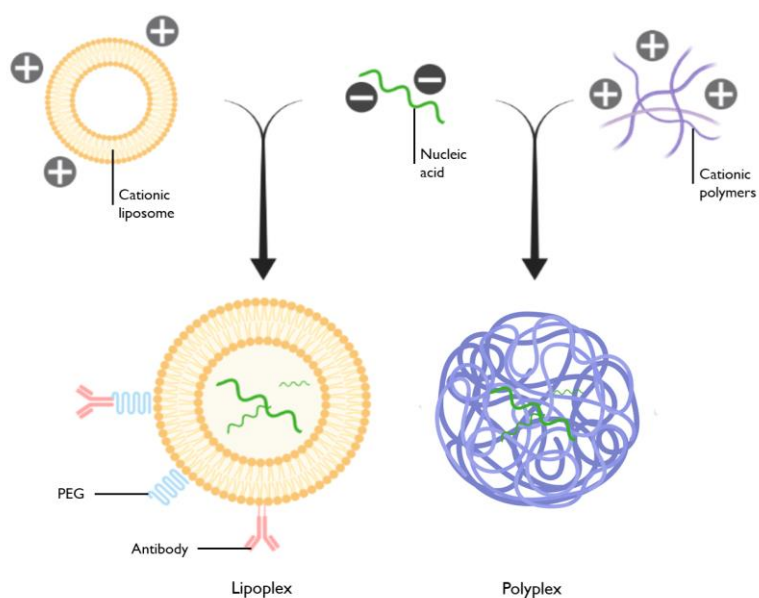 Cationic
liposome
Nucleic
acid
Cationic
polymers
PEG
Antibody
Lipoplex
Polyplex